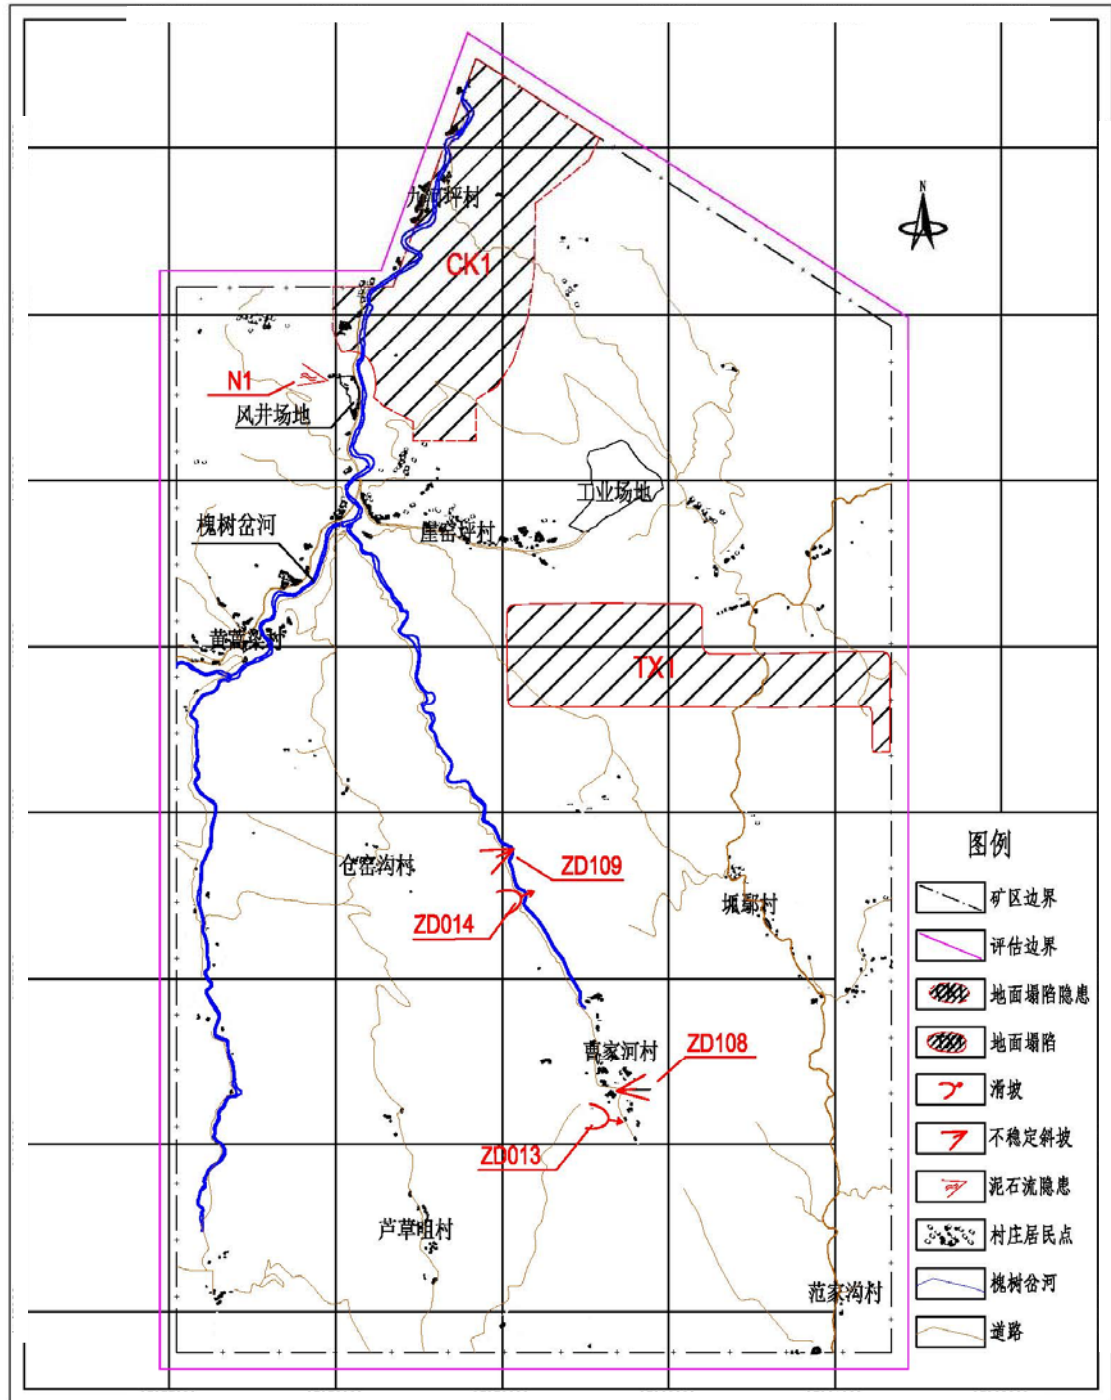 N
九沟坪村
CK1
N1
风井场地
工业场地
槐树岔河
崖窑坪村
黄蒿梁村
TX1
图例
矿区边界
评估边界
地面塌陷隐患
地面塌陷
滑坡
不稳定斜坡
泥石流隐患
村庄居民点
槐树岔河
道路
仓窑沟村
ZD109
ZD014
曹家河村
ZD108
ZD013
芦草咀村
范家沟村